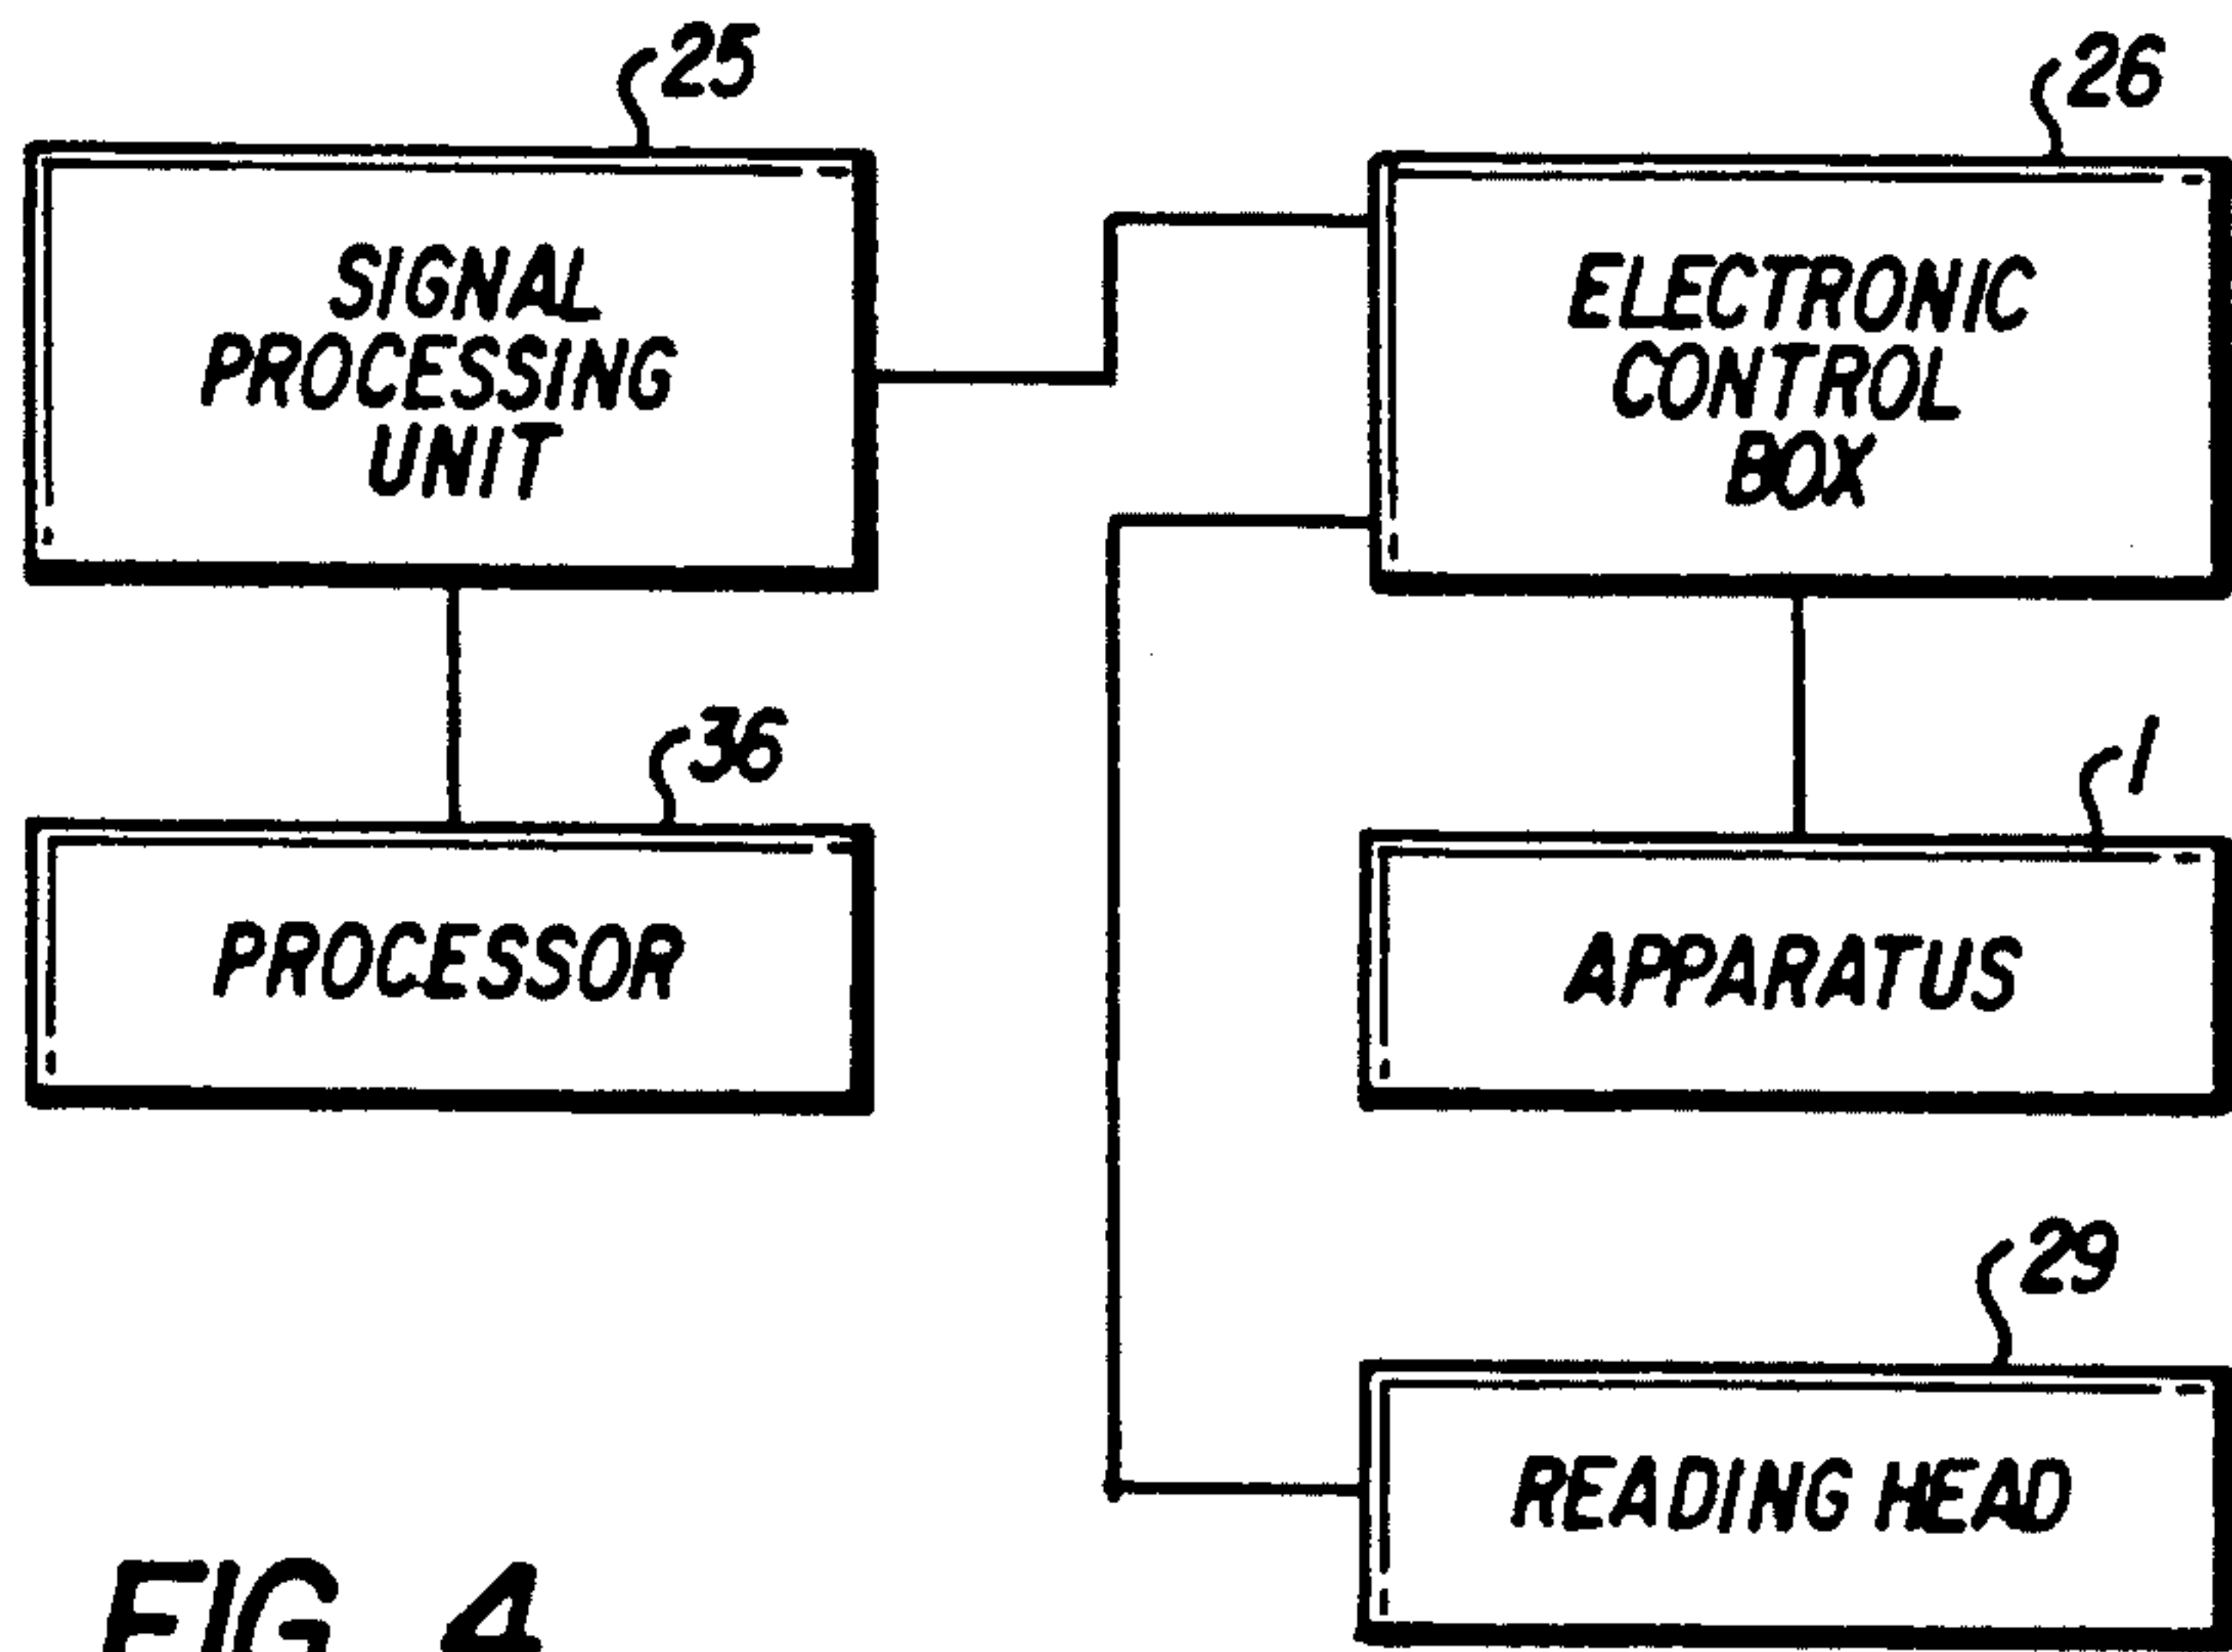 25
SIGNAL
PROCESSING
UNIT
26
ELECTRONIC
CONTROL
BOX
36
PROCESSOR
1
APPARATUS
29
READING HEAD
FIG. 4